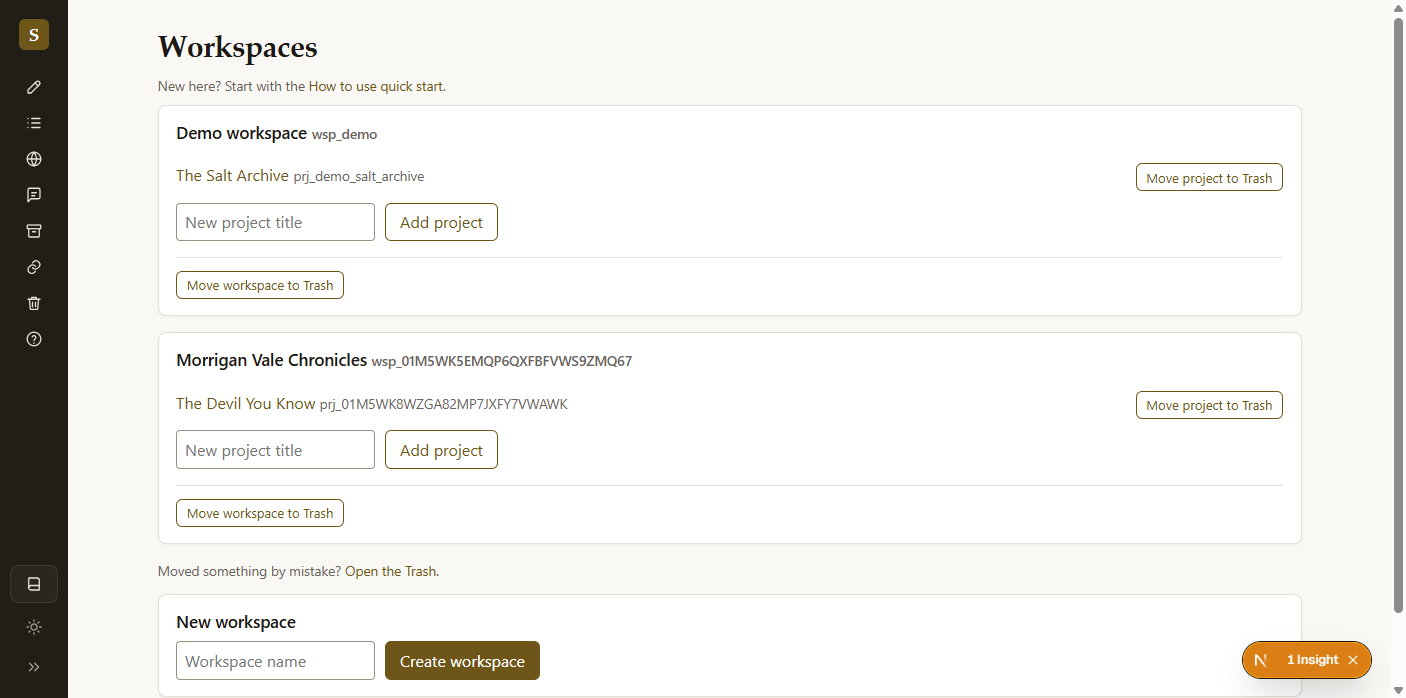 S
Workspaces
New here? Start with the How to use quick start.
Demo workspace wsp_demo
The Salt Archive prj_demo_salt_archive
Move project to Trash
New project title
Add project
Move workspace to Trash
Morrigan Vale Chronicles wsp_01M5WK5EMQP6QXFBFVWS9ZMQ67
The Devil You Know prj_01M5WK8WZGA82MP7JXFY7VWAWK
Move project to Trash
New project title
Add project
Move workspace to Trash
Moved something by mistake? Open the Trash.
New workspace
Workspace name
Create workspace
N
1 Insight